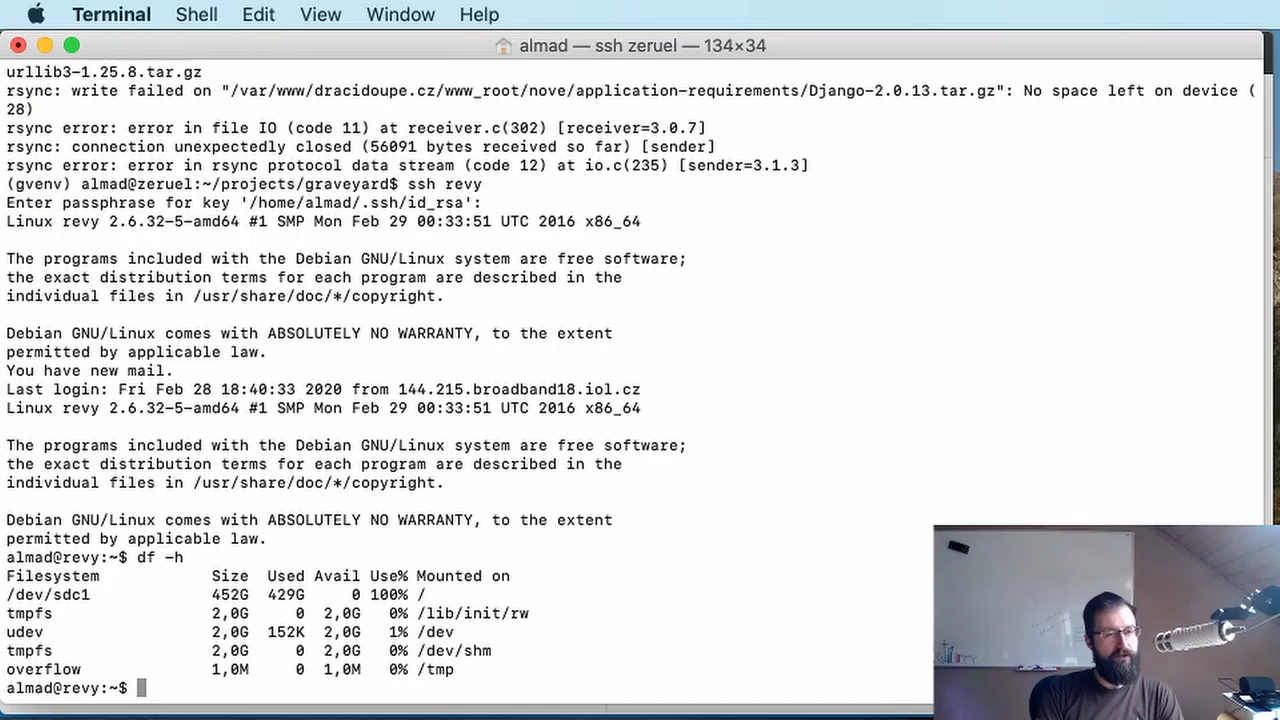 Terminal Shell Edit View Window Help
almad — ssh zeruel — 134×34
urllib3-1.25.8.tar.gz
rsync: write failed on "/var/www/dracidoupe.cz/www_root/nove/application-requirements/Django-2.0.13.tar.gz": No space left on device (
28)
rsync error: error in file IO (code 11) at receiver.c(302) [receiver=3.0.7]
rsync: connection unexpectedly closed (56091 bytes received so far) [sender]
rsync error: error in rsync protocol data stream (code 12) at io.c(235) [sender=3.1.3]
(gvenv) almad@zeruel:~/projects/graveyard$ ssh revy
Enter passphrase for key '/home/almad/.ssh/id_rsa':
Linux revy 2.6.32-5-amd64 #1 SMP Mon Feb 29 00:33:51 UTC 2016 x86_64
The programs included with the Debian GNU/Linux system are free software;
the exact distribution terms for each program are described in the
individual files in /usr/share/doc/*/copyright.
Debian GNU/Linux comes with ABSOLUTELY NO WARRANTY, to the extent
permitted by applicable law.
You have new mail.
Last login: Fri Feb 28 18:40:33 2020 from 144.215.broadband18.iol.cz
Linux revy 2.6.32-5-amd64 #1 SMP Mon Feb 29 00:33:51 UTC 2016 x86_64
The programs included with the Debian GNU/Linux system are free software;
the exact distribution terms for each program are described in the
individual files in /usr/share/doc/*/copyright.
Debian GNU/Linux comes with ABSOLUTELY NO WARRANTY, to the extent
permitted by applicable law.
almad@revy:~$ df -h
Filesystem Size Used Avail Use% Mounted on
/dev/sdc1 452G 429G 0 100% /
tmpfs 2,0G 0 2,0G 0% /lib/init/rw
udev 2,0G 152K 2,0G 1% /dev
tmpfs 2,0G 0 2,0G 0% /dev/shm
overflow 1,0M 0 1,0M 0% /tmp
almad@revy:~$